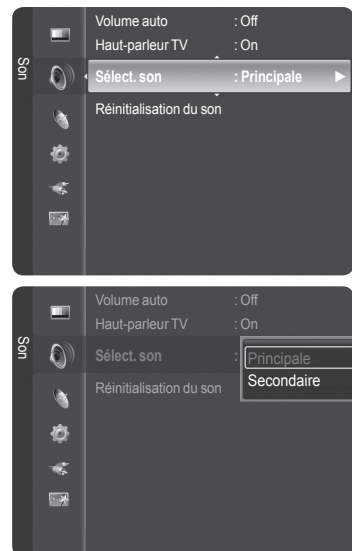 Son
Volume auto : Off
Haut-parleur TV : On
Sélect. son : Principale
Réinitialisation du son
Son
Volume auto : Off
Haut-parleur TV : On
Sélect. son : Principale
Secondaire
Réinitialisation du son